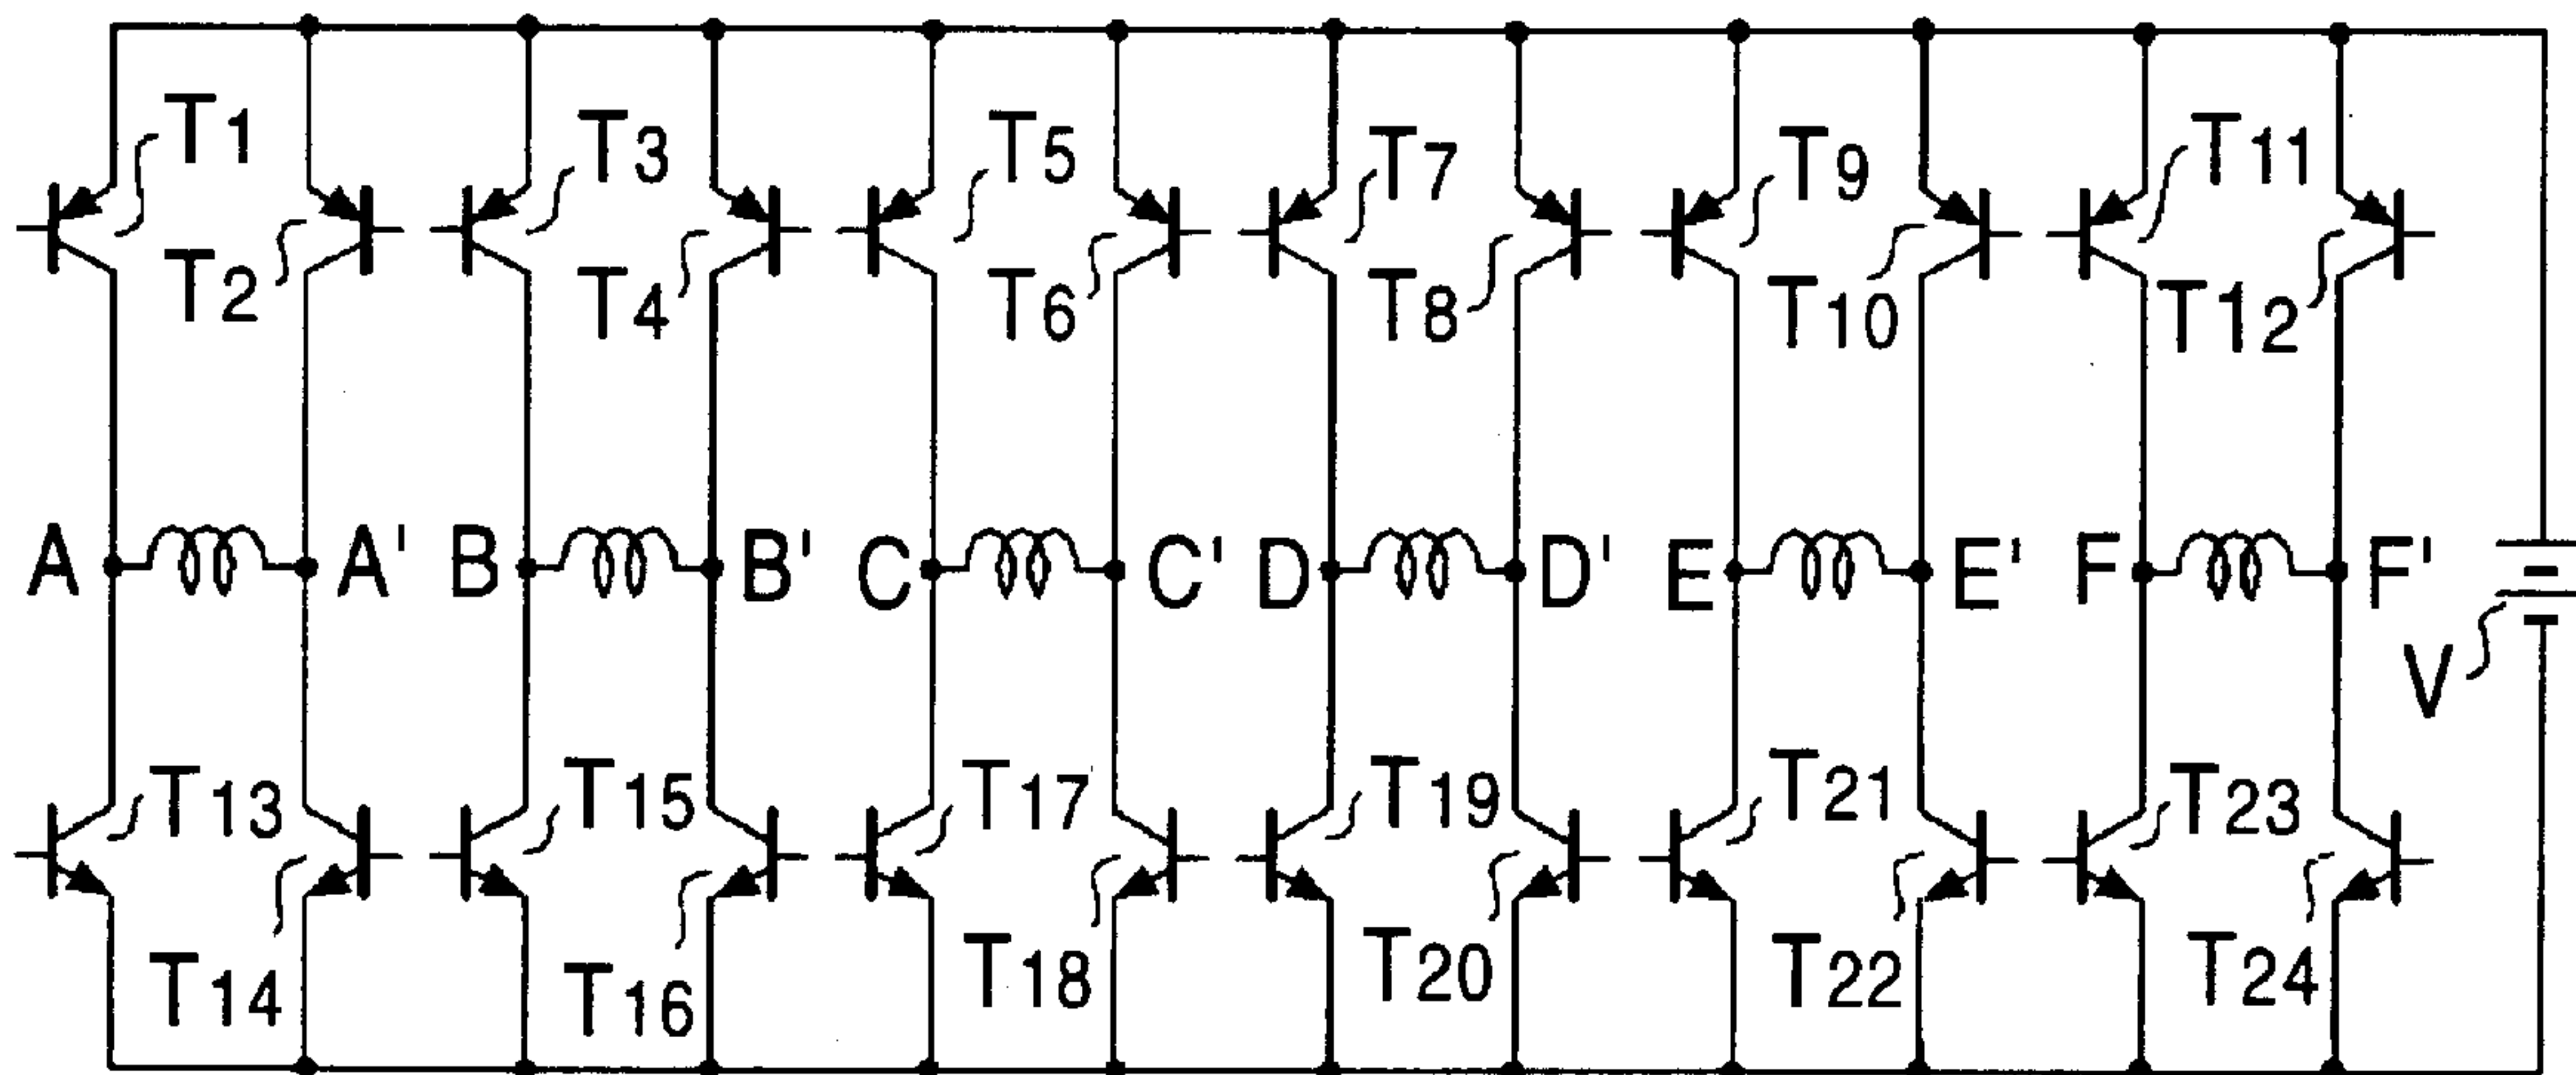 T1 T3 T5 T7 T9 T11
T2 T4 T6 T8 T10 T12
A A' B B' C C' D D' E E' F F'
V
T13 T15 T17 T19 T21 T23
T14 T16 T18 T20 T22 T24